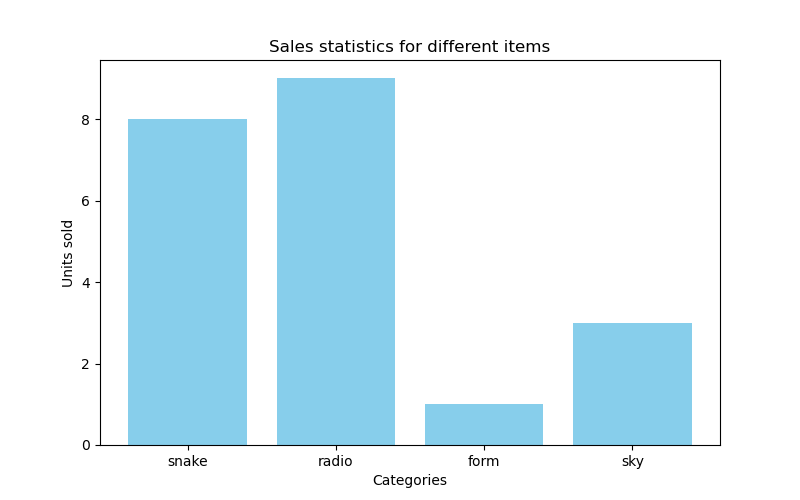 Sales statistics for different items
Units sold
8
6
4
2
0
snake radio form sky
Categories